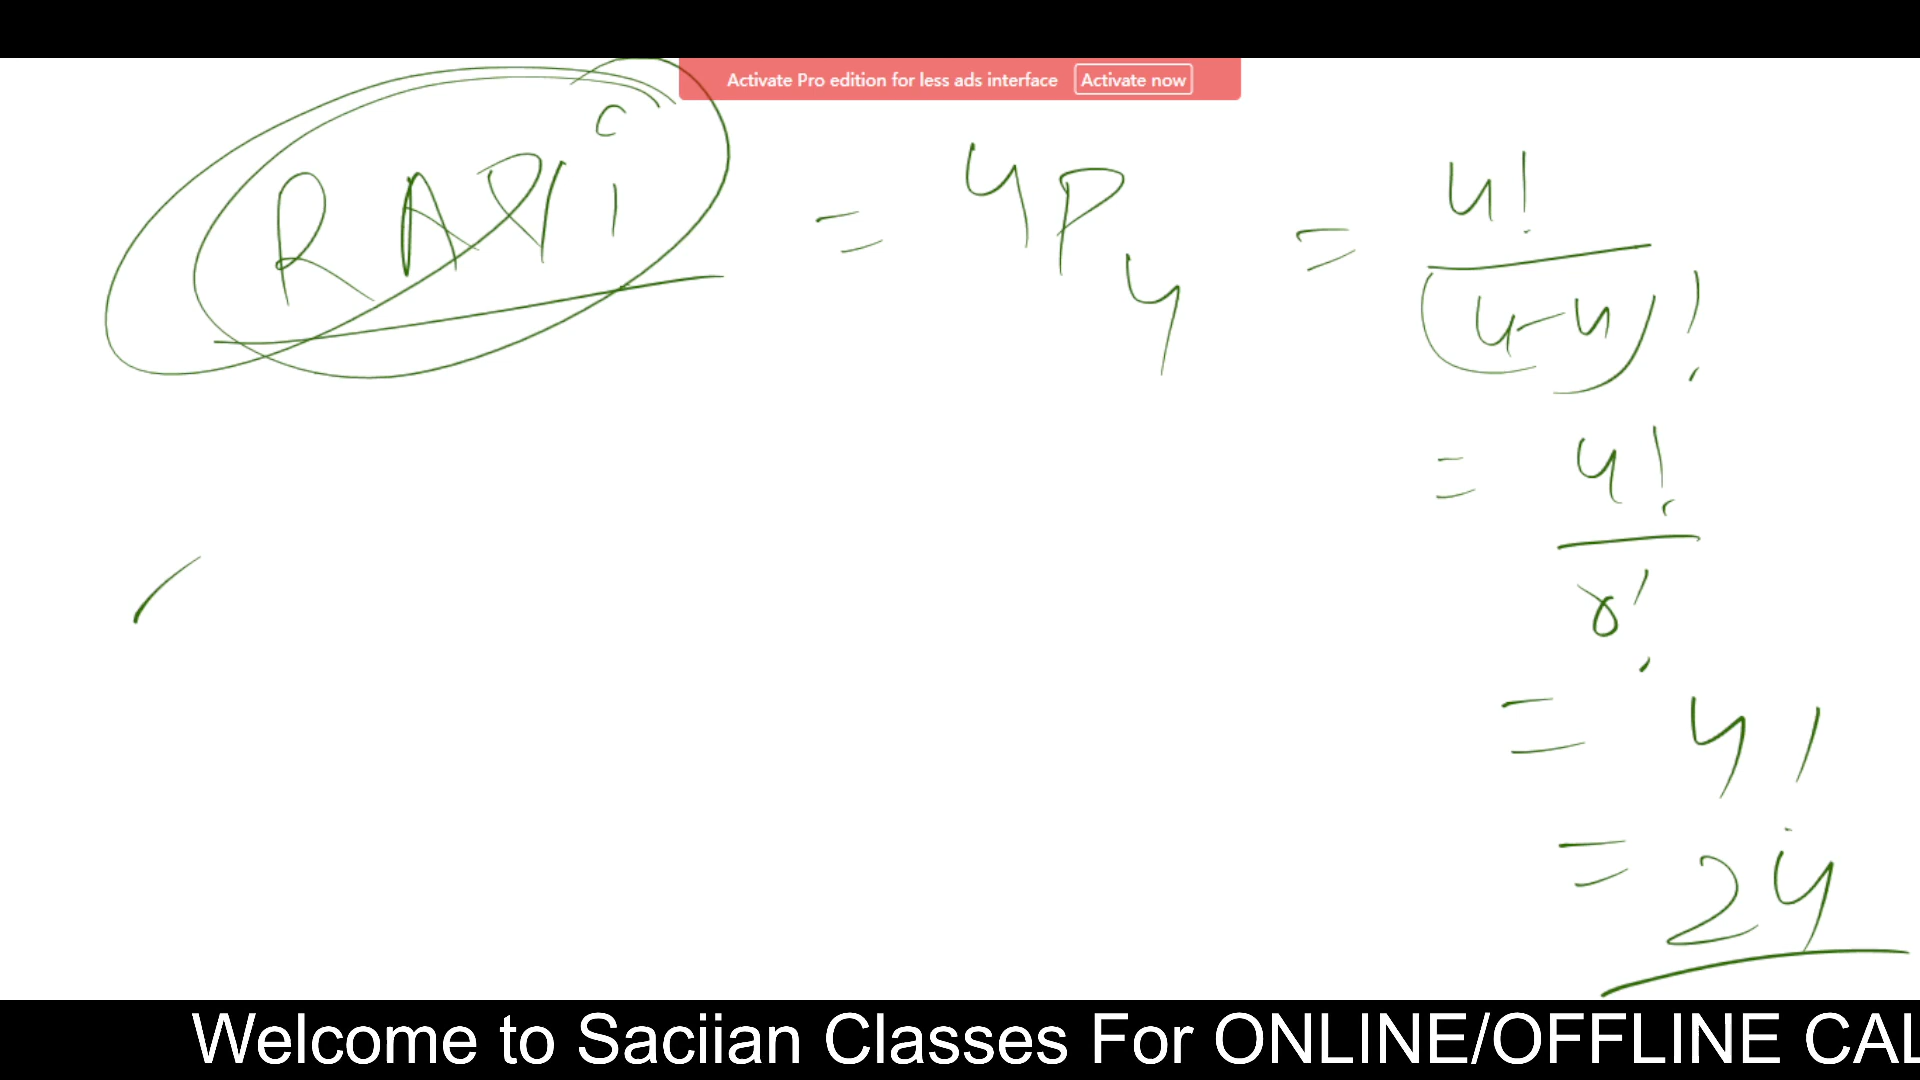 Activate Pro edition for less ads interface Activate now
= 4P4 = 4! / (4-4)!
= 4! / 0!
= 4!
= 24
Welcome to Saciian Classes For ONLINE/OFFLINE CAL